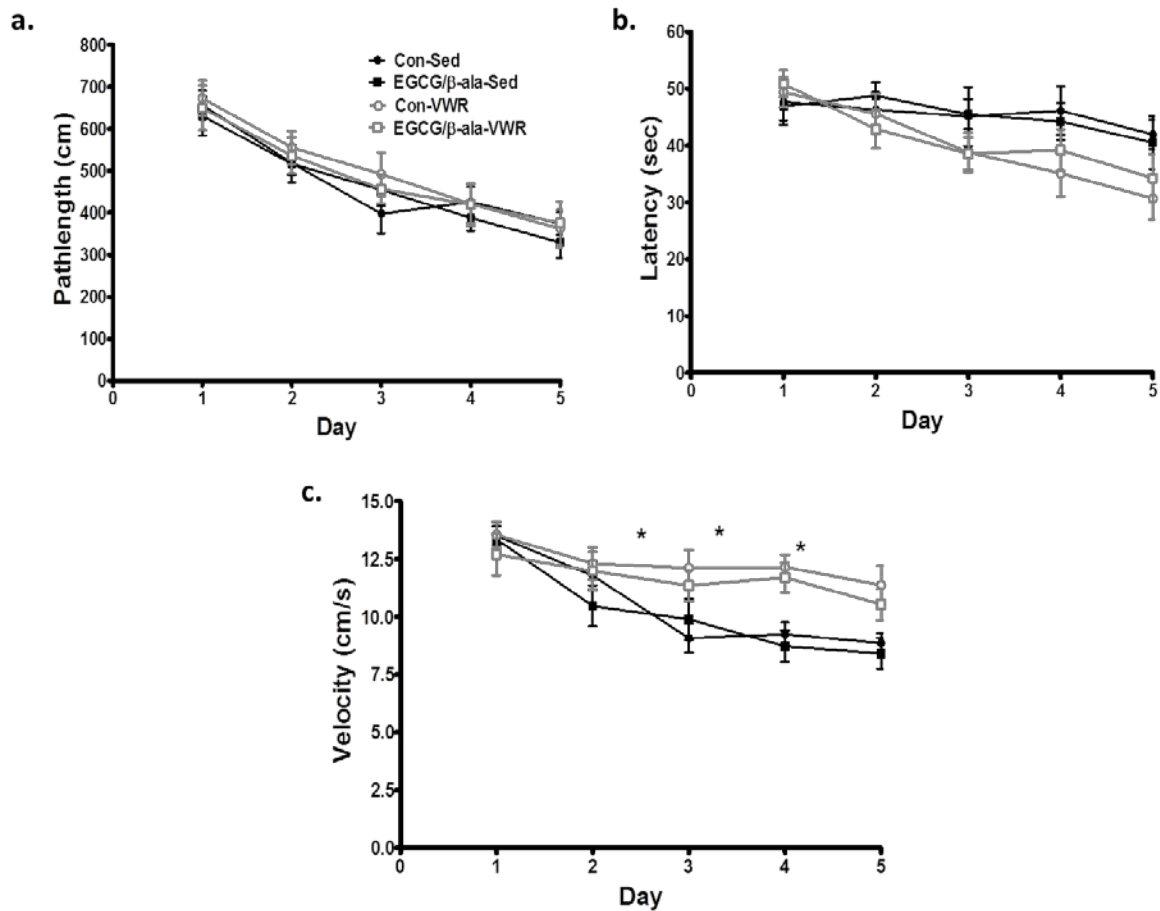 a.
800
700
600
500
400
300
200
100
0
Pathlength (cm)
0 1 2 3 4 5
Day
Con-Sed
EGCG/β-ala-Sed
Con-VWR
EGCG/β-ala-VWR
b.
60
50
40
30
20
10
0
Latency (sec)
0 1 2 3 4 5
Day
c.
15.0
12.5
10.0
7.5
5.0
2.5
0.0
Velocity (cm/s)
* * *
0 1 2 3 4 5
Day